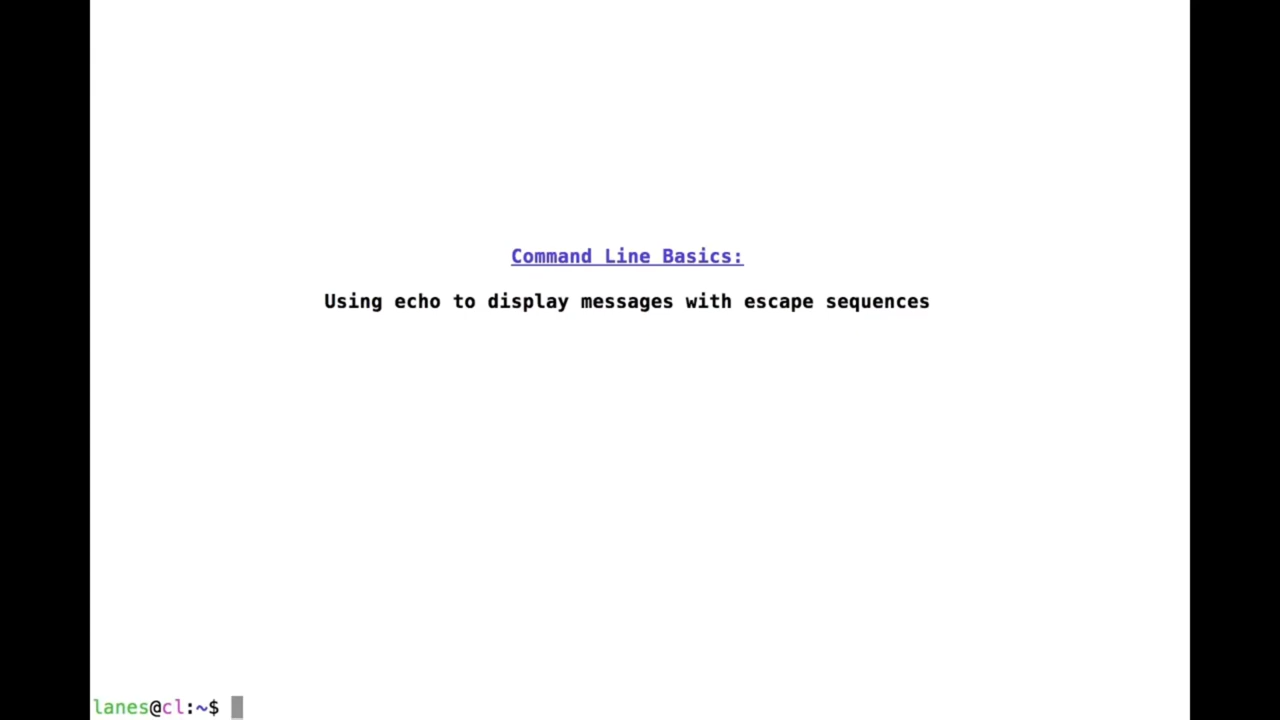 Command Line Basics:
Using echo to display messages with escape sequences
lanes@cl:~$